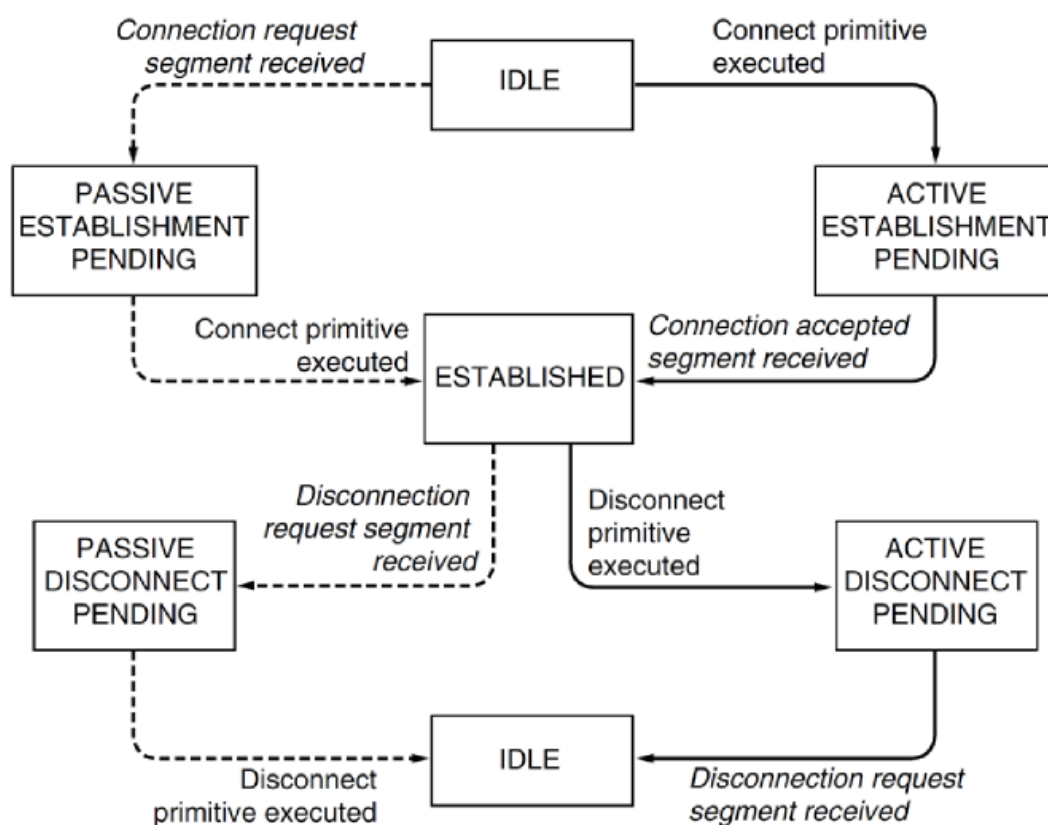 Connection request
segment received
IDLE
Connect primitive
executed
PASSIVE
ESTABLISHMENT
PENDING
ACTIVE
ESTABLISHMENT
PENDING
Connect primitive
executed
ESTABLISHED
Connection accepted
segment received
Disconnection
request segment
received
Disconnect
primitive
executed
PASSIVE
DISCONNECT
PENDING
ACTIVE
DISCONNECT
PENDING
IDLE
Disconnect
primitive executed
Disconnection request
segment received